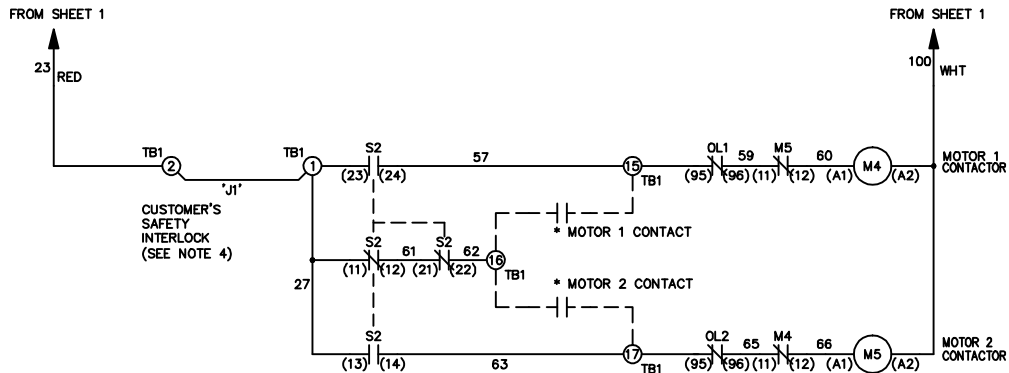 FROM SHEET 1
FROM SHEET 1
23
RED
100
WHT
TB1
2
TB1
1
S2
57
15
OL1
59
M5
60
M4
MOTOR 1
CONTACTOR
(23)
(24)
TB1
(95)
(96)
(11)
(12)
(A1)
(A2)
'J1'
CUSTOMER'S
SAFETY
INTERLOCK
(SEE NOTE 4)
* MOTOR 1 CONTACT
S2
61
S2
62
16
(11)
(12)
(21)
(22)
TB1
27
* MOTOR 2 CONTACT
S2
OL2
65
M4
66
M5
MOTOR 2
CONTACTOR
17
(13)
(14)
63
TB1
(95)
(96)
(11)
(12)
(A1)
(A2)